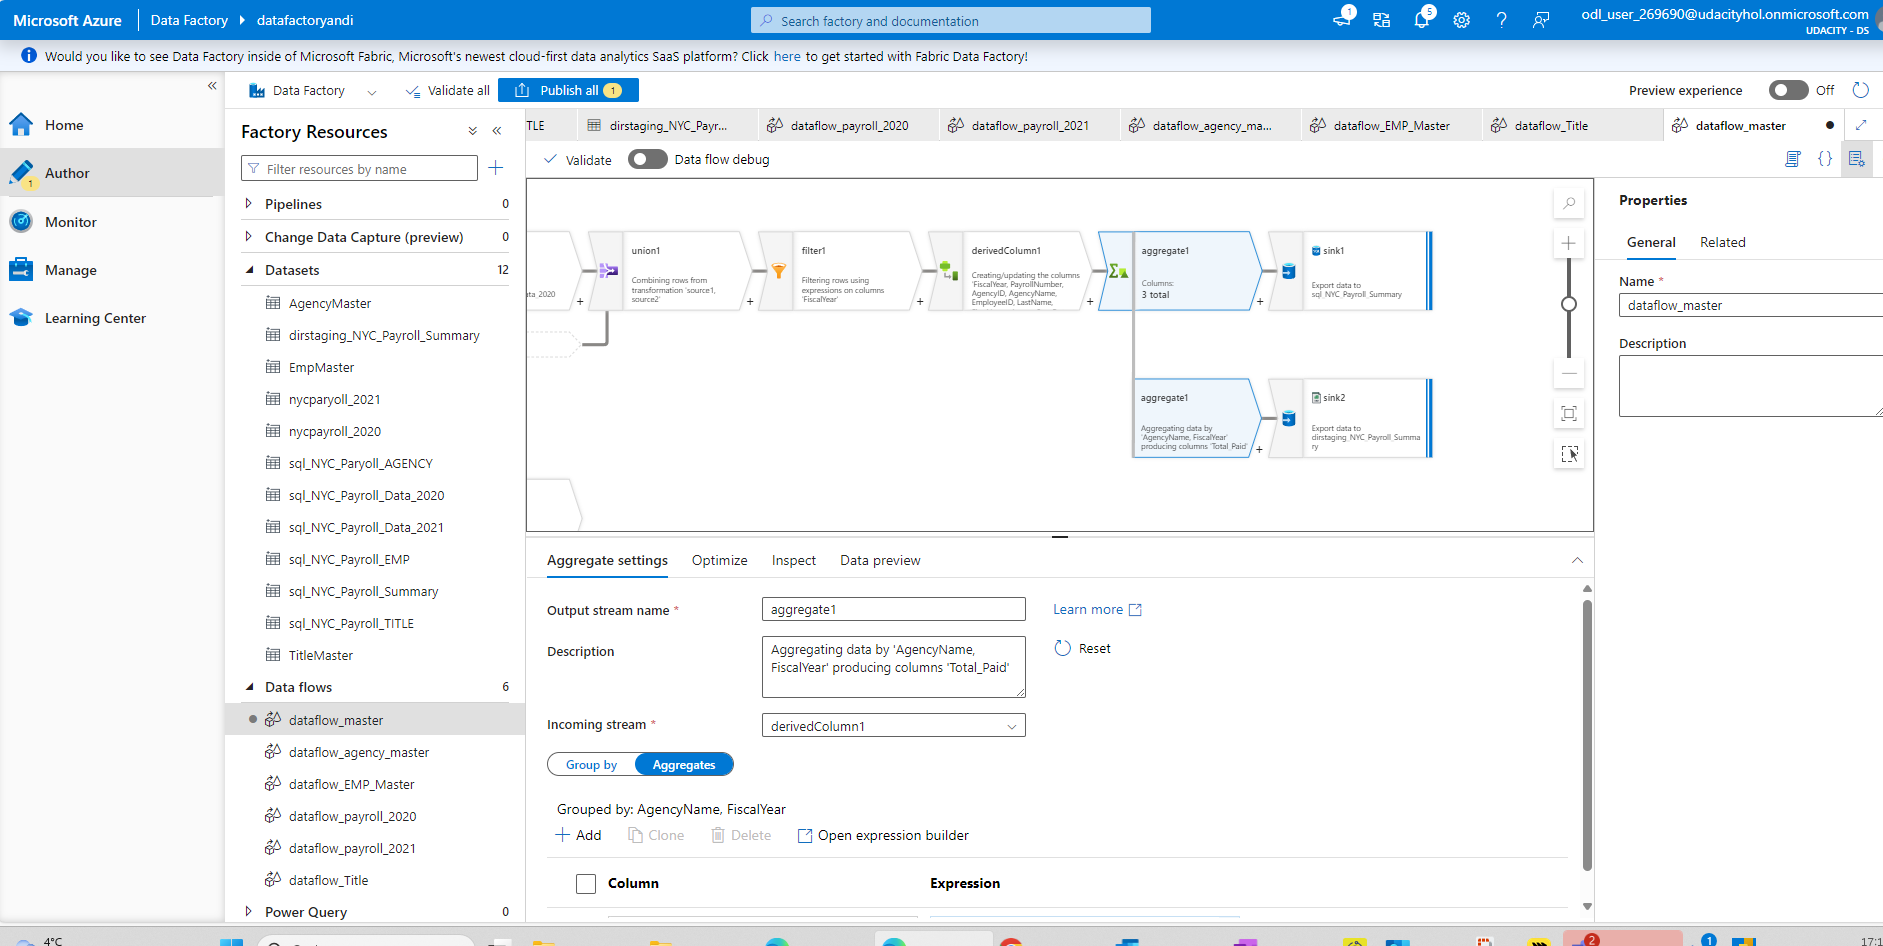 Microsoft Azure
Data Factory
datafactoryandi
Search factory and documentation
1
5
odl_user_269690@udacityhol.onmicrosoft.com
UDACITY - DS
Would you like to see Data Factory inside of Microsoft Fabric, Microsoft's newest cloud-first data analytics SaaS platform? Click here to get started with Fabric Data Factory!
Home
Author
1
Monitor
Manage
Learning Center
Data Factory
Validate all
Publish all 1
Preview experience
Off
Factory Resources
Filter resources by name
Pipelines 0
Change Data Capture (preview) 0
Datasets 12
AgencyMaster
dirstaging_NYC_Payroll_Summary
EmpMaster
nycparyoll_2021
nycpayroll_2020
sql_NYC_Paryoll_AGENCY
sql_NYC_Payroll_Data_2020
sql_NYC_Payroll_Data_2021
sql_NYC_Payroll_EMP
sql_NYC_Payroll_Summary
sql_NYC_Payroll_TITLE
TitleMaster
Data flows 6
dataflow_master
dataflow_agency_master
dataflow_EMP_Master
dataflow_payroll_2020
dataflow_payroll_2021
dataflow_Title
Power Query 0
TLE
dirstaging_NYC_Payr...
dataflow_payroll_2020
dataflow_payroll_2021
dataflow_agency_ma...
dataflow_EMP_Master
dataflow_Title
dataflow_master
Validate
Data flow debug
ata_2020
union1
Combining rows from
transformation 'source1,
source2'
filter1
Filtering rows using
expressions on columns
'FiscalYear'
derivedColumn1
Creating/updating the columns
'FiscalYear, PayrollNumber,
AgencyID, AgencyName,
EmployeeID, LastName,
aggregate1
Columns:
3 total
sink1
Export data to
sql_NYC_Payroll_Summary
aggregate1
Aggregating data by
'AgencyName, FiscalYear'
producing columns 'Total_Paid'
sink2
Export data to
dirstaging_NYC_Payroll_Summa
ry
Aggregate settings
Optimize
Inspect
Data preview
Output stream name *
aggregate1
Learn more
Description
Aggregating data by 'AgencyName,
FiscalYear' producing columns 'Total_Paid'
Reset
Incoming stream *
derivedColumn1
Group by
Aggregates
Grouped by: AgencyName, FiscalYear
Add
Clone
Delete
Open expression builder
Column
Expression
Properties
General
Related
Name *
dataflow_master
Description
4°C
2
1
17:1